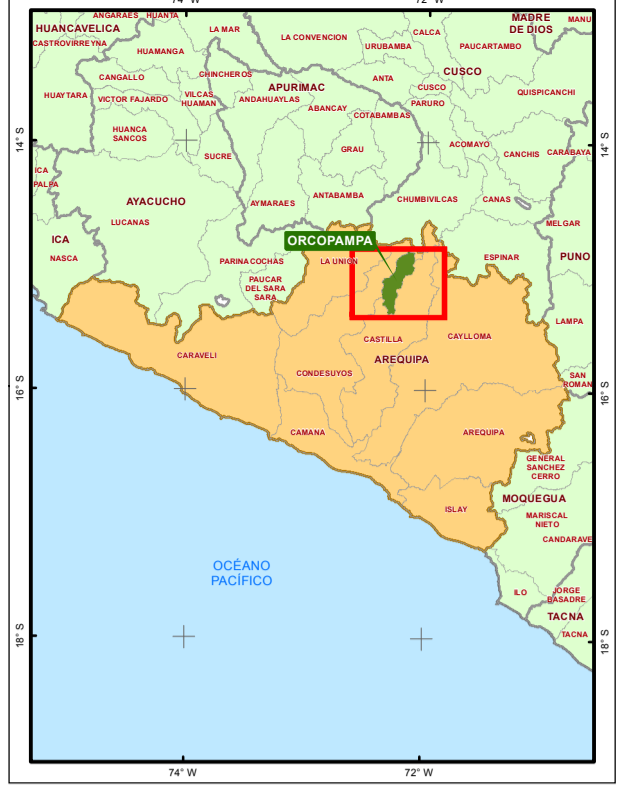 74° W
72° W
ANGARAES
HUANTA
MADRE
DE DIOS
MANU
HUANCAVELICA
LA MAR
LA CONVENCION
CALCA
CASTROVIRREYNA
HUAMANGA
URUBAMBA
PAUCARTAMBO
CANGALLO
CHINCHEROS
ANTA
CUSCO
APURIMAC
CUSCO
QUISPICANCHI
HUAYTARA
VICTOR FAJARDO
VILCAS
HUAMAN
ANDAHUAYLAS
ABANCAY
PARURO
COTABAMBAS
HUANCA
SANCOS
14° S
14° S
SUCRE
GRAU
ACOMAYO
CANCHIS
CARABAYA
ICA
PALPA
AYACUCHO
AYMARAES
ANTABAMBA
CHUMBIVILCAS
CANAS
LUCANAS
MELGAR
ICA
NASCA
ORCOPAMPA
PARINACOCHAS
LA UNION
ESPINAR
PUNO
PAUCAR
DEL SARA
SARA
LAMPA
CASTILLA
CAYLLOMA
CARAVELI
AREQUIPA
CONDESUYOS
SAN
ROMAN
16° S
16° S
CAMANA
AREQUIPA
GENERAL
SANCHEZ
CERRO
MOQUEGUA
ISLAY
MARISCAL
NIETO
CANDARAVE
OCÉANO
PACÍFICO
ILO
JORGE
BASADRE
TACNA
TACNA
18° S
18° S
74° W
72° W